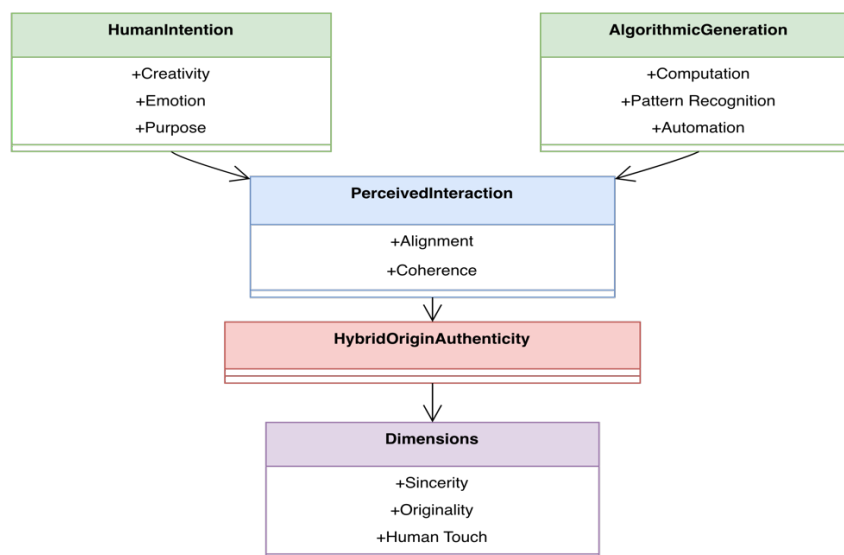 HumanIntention
+Creativity
+Emotion
+Purpose
AlgorithmicGeneration
+Computation
+Pattern Recognition
+Automation
PerceivedInteraction
+Alignment
+Coherence
HybridOriginAuthenticity
Dimensions
+Sincerity
+Originality
+Human Touch